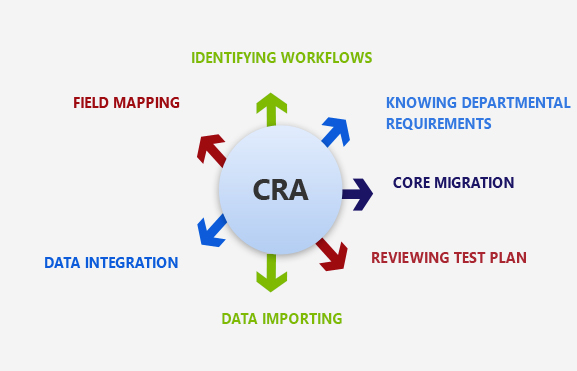 IDENTIFYING WORKFLOWS
FIELD MAPPING
KNOWING DEPARTMENTAL
REQUIREMENTS
CRA
CORE MIGRATION
DATA INTEGRATION
REVIEWING TEST PLAN
DATA IMPORTING